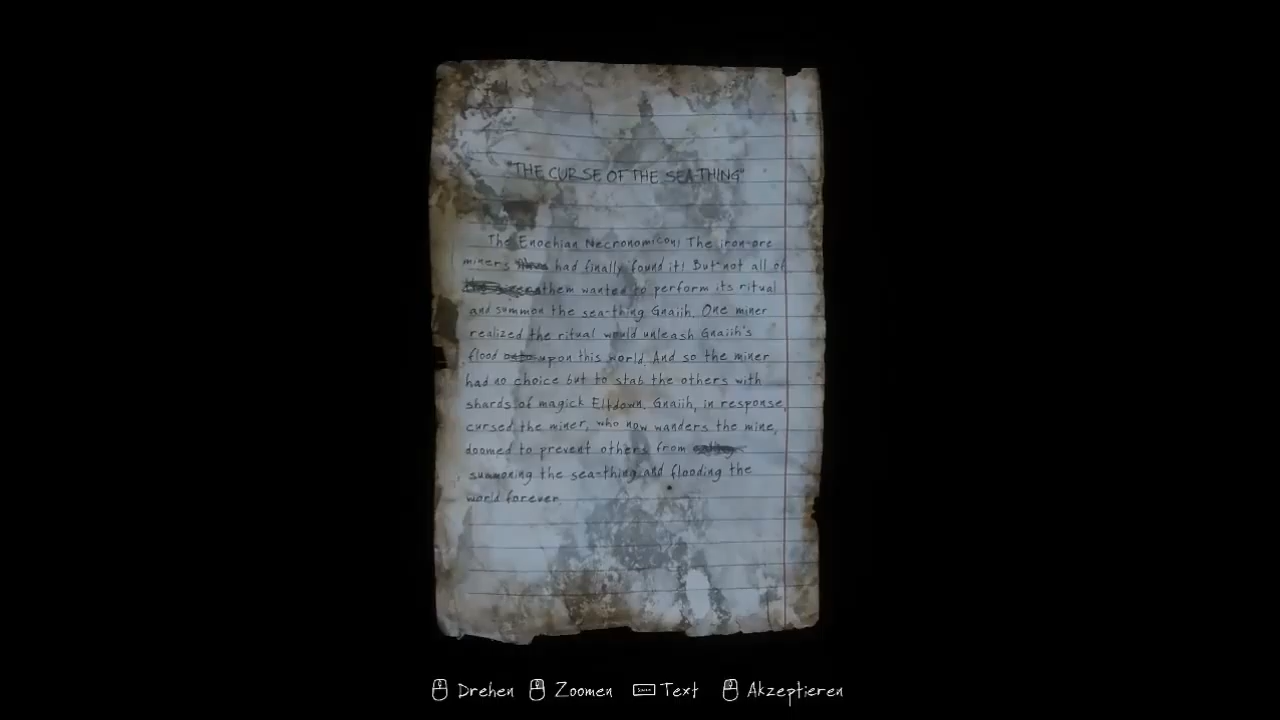 "THE CURSE OF THE SEA-THING"
The Enochian Necronomicon! The iron-ore
miners had finally found it! But not all of
them wanted to perform its ritual
and summon the sea-thing Gnaiih. One miner
realized the ritual would unleash Gnaiih's
flood upon this world. And so the miner
had no choice but to stab the others with
shards of magick Eltdown. Gnaiih, in response,
cursed the miner, who now wanders the mine,
doomed to prevent others from
summoning the sea-thing and flooding the
world forever.
Drehen Zoomen Text Akzeptieren